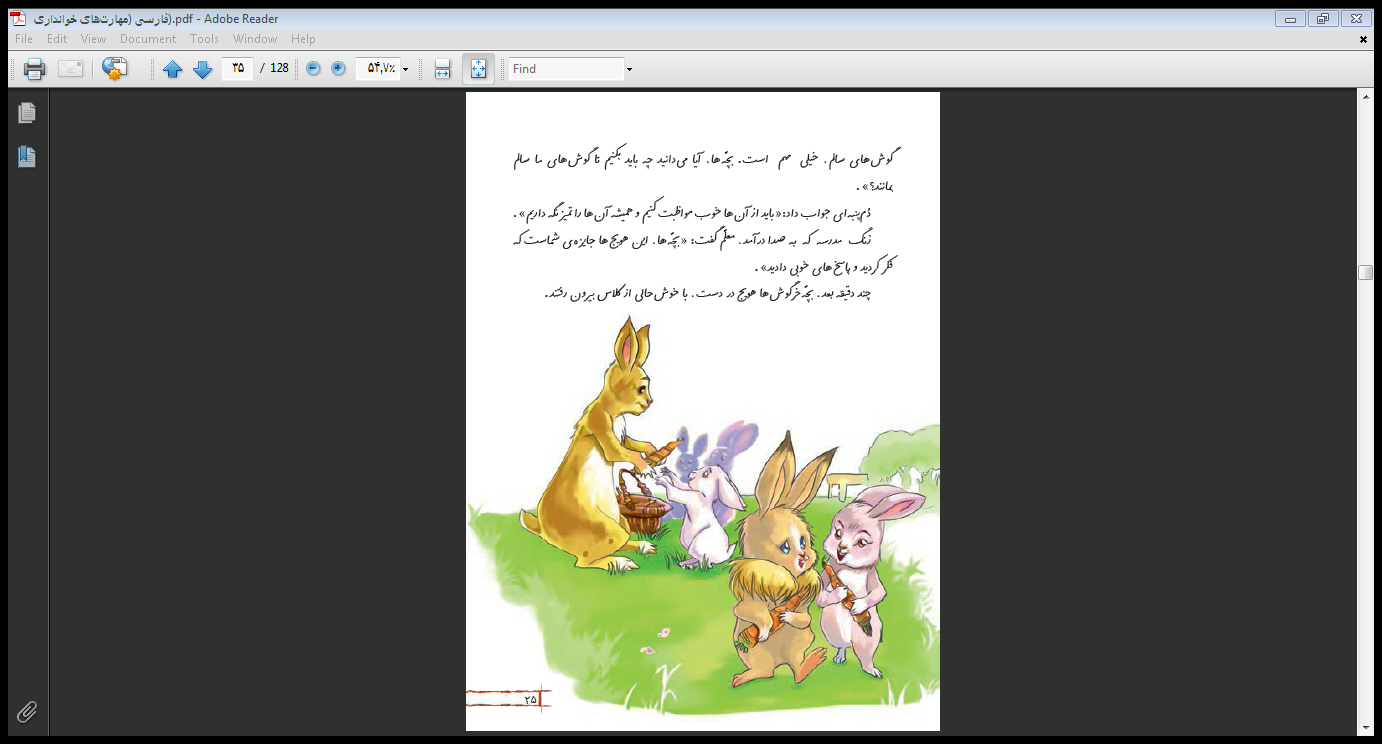 فارسی (مهارت‌های خوانداری).pdf - Adobe Reader
File Edit View Document Tools Window Help
۳۵ / 128 ۵۴,۷% Find
گوش‌های سالم. خیلی مهم است. بچّه‌ها. آیا می‌دانید چه باید بکنیم تا گوش‌های ما سالم
بمانند؟».
دُم‌پنبه‌ای جواب داد:«باید از آن ها خوب مواظبت کنیم و همیشه آن ها را تمیز نگه داریم».
زنگ مدرسه که به صدا درآمد. معلّم گفت: «بچّه‌ها. این هویج‌ها جایزه‌ی شماست که
فکر کردید و پاسخ‌های خوبی دادید».
چند دقیقه بعد. بچّه‌خرگوش‌ها هویج در دست. با خوش‌حالی از کلاس بیرون رفتند.
۲۵